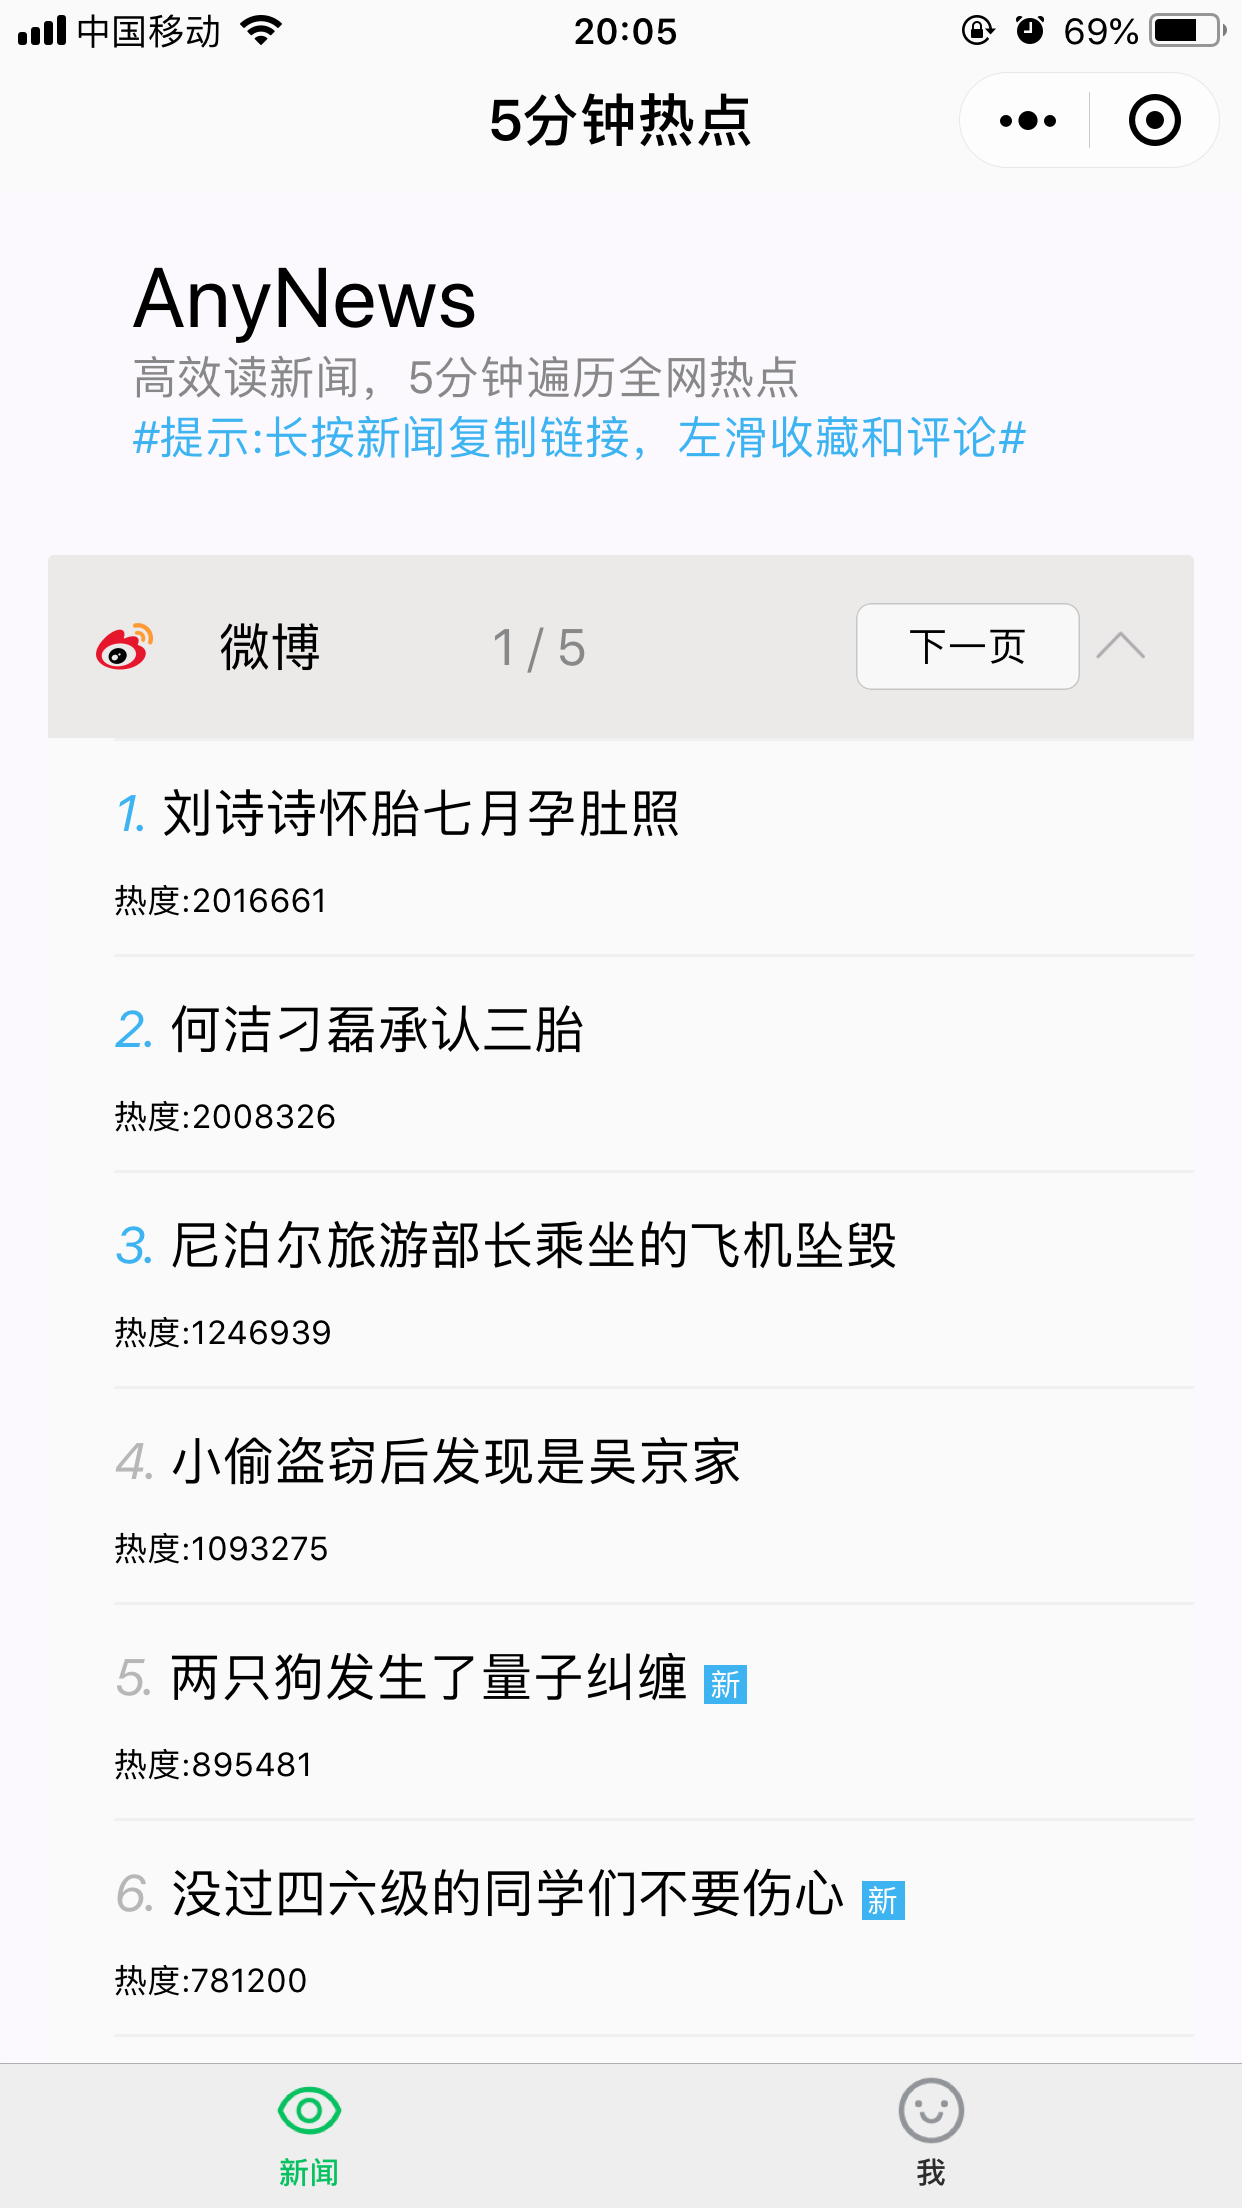 中国移动 20:05 69%
5分钟热点
AnyNews
高效读新闻，5分钟遍历全网热点
#提示:长按新闻复制链接，左滑收藏和评论#
微博 1 / 5 下一页
1. 刘诗诗怀胎七月孕肚照
热度:2016661
2. 何洁刁磊承认三胎
热度:2008326
3. 尼泊尔旅游部长乘坐的飞机坠毁
热度:1246939
4. 小偷盗窃后发现是吴京家
热度:1093275
5. 两只狗发生了量子纠缠 新
热度:895481
6. 没过四六级的同学们不要伤心 新
热度:781200
新闻 我